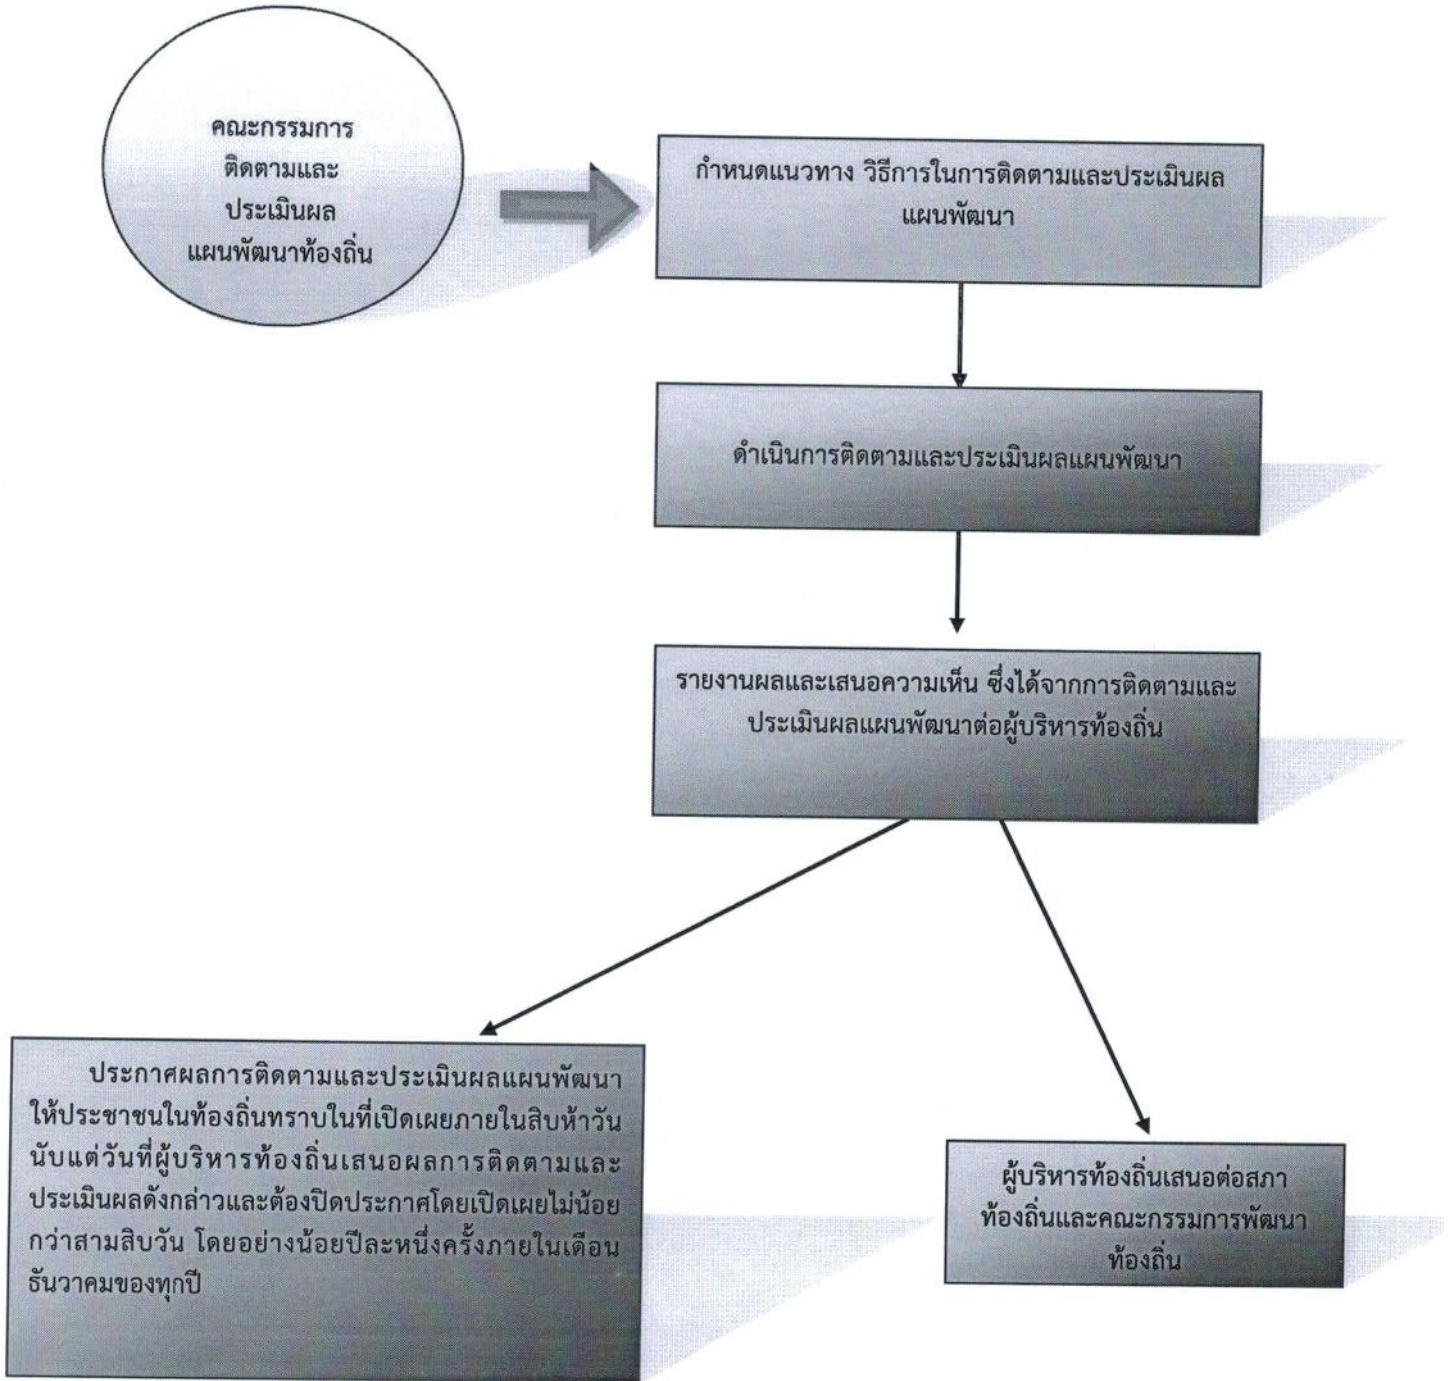 คณะกรรมการ
ติดตามและ
ประเมินผล
แผนพัฒนาท้องถิ่น
กำหนดแนวทาง วิธีการในการติดตามและประเมินผล
แผนพัฒนา
ดำเนินการติดตามและประเมินผลแผนพัฒนา
รายงานผลและเสนอความเห็น ซึ่งได้จากการติดตามและ
ประเมินผลแผนพัฒนาต่อผู้บริหารท้องถิ่น
ประกาศผลการติดตามและประเมินผลแผนพัฒนา
ให้ประชาชนในท้องถิ่นทราบในที่เปิดเผยภายในสิบห้าวัน
นับแต่วันที่ผู้บริหารท้องถิ่นเสนอผลการติดตามและ
ประเมินผลดังกล่าวและต้องปิดประกาศโดยเปิดเผยไม่น้อย
กว่าสามสิบวัน โดยอย่างน้อยปีละหนึ่งครั้งภายในเดือน
ธันวาคมของทุกปี
ผู้บริหารท้องถิ่นเสนอต่อสภา
ท้องถิ่นและคณะกรรมการพัฒนา
ท้องถิ่น